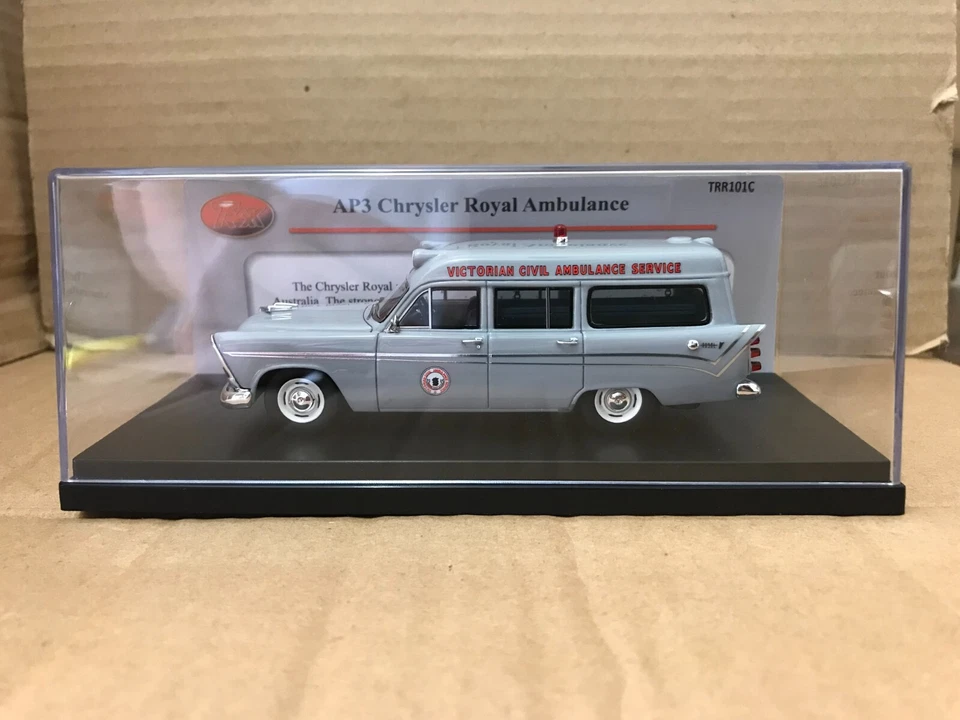 TRR101C
AP3 Chrysler Royal Ambulance
VICTORIAN CIVIL AMBULANCE SERVICE
The Chrysler Royal
Australia. The strong